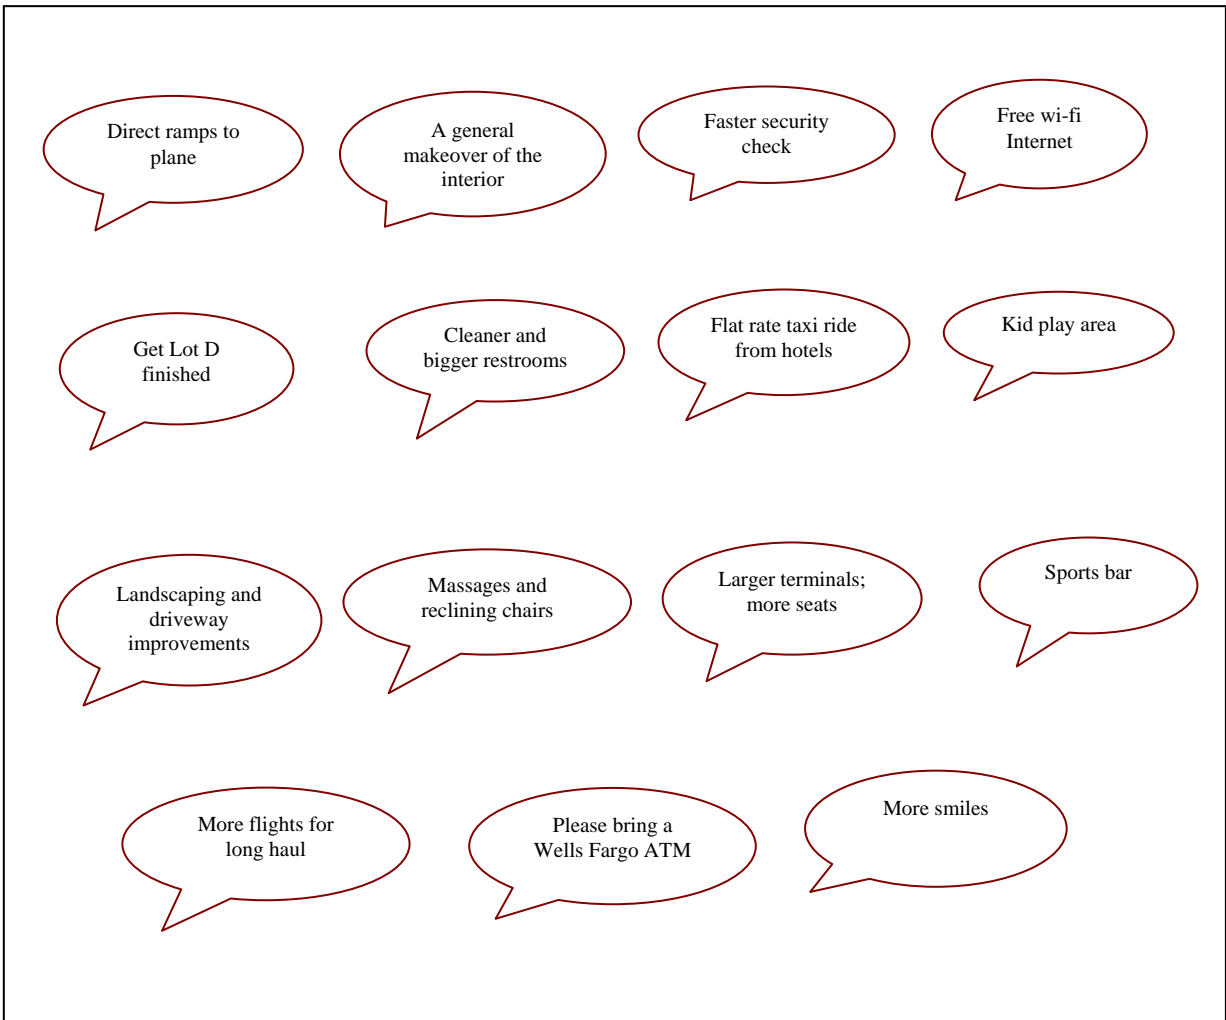 Direct ramps to
plane
A general
makeover of the
interior
Faster security
check
Free wi-fi
Internet
Get Lot D
finished
Cleaner and
bigger restrooms
Flat rate taxi ride
from hotels
Kid play area
Landscaping and
driveway
improvements
Massages and
reclining chairs
Larger terminals;
more seats
Sports bar
More flights for
long haul
Please bring a
Wells Fargo ATM
More smiles